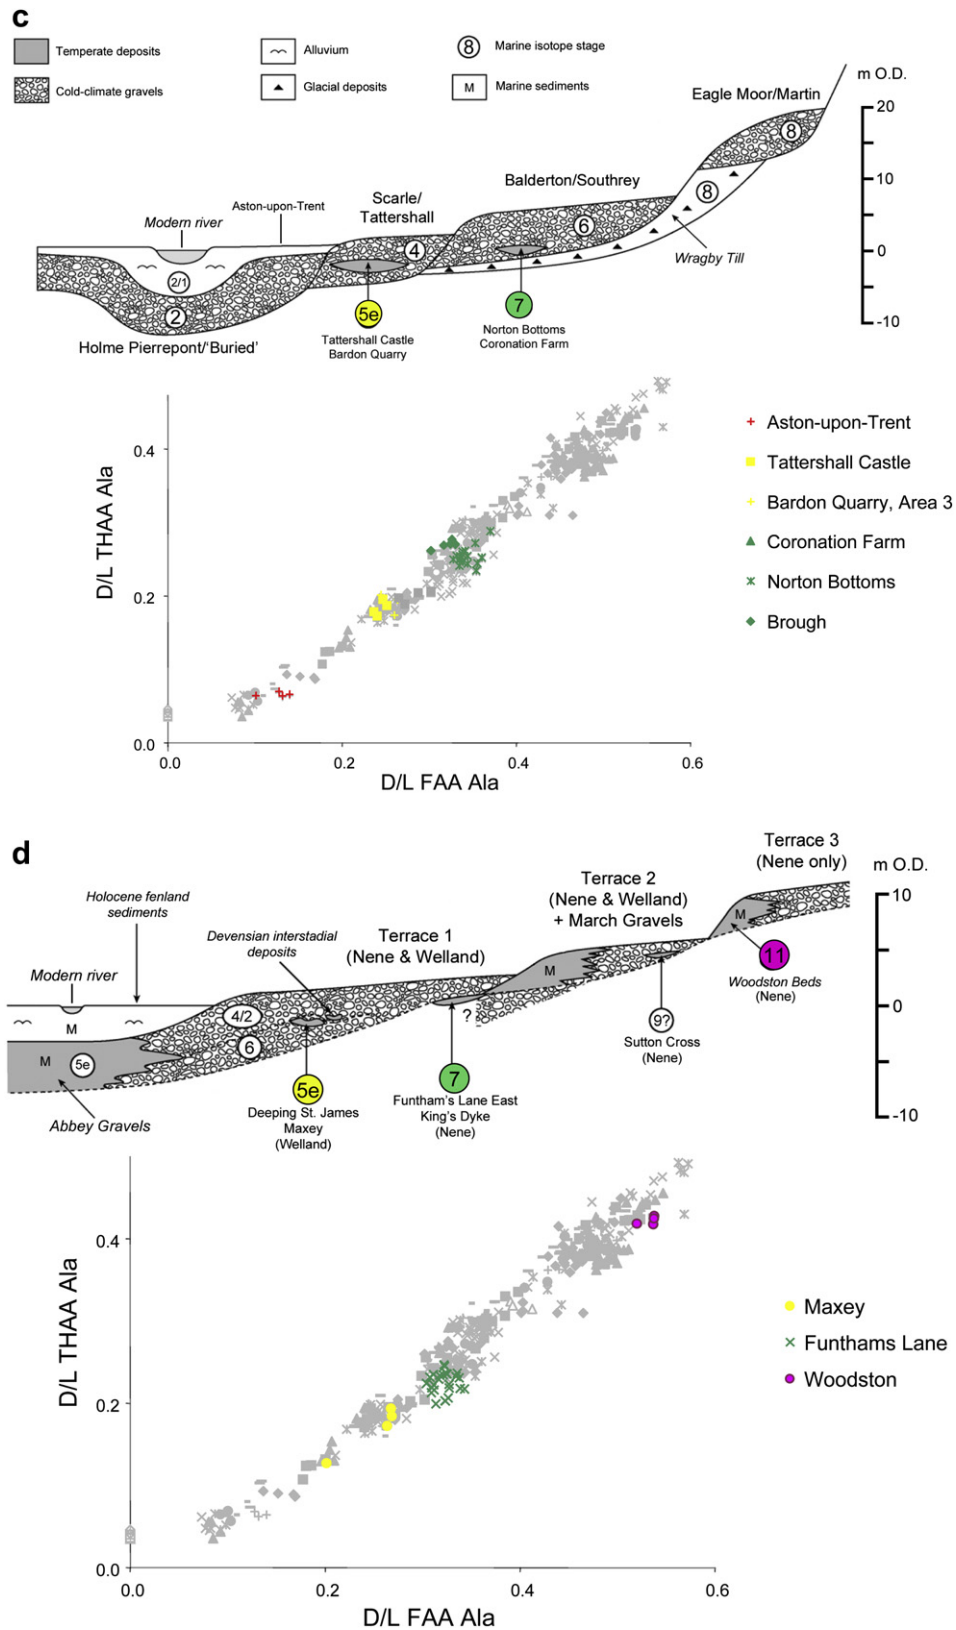 c
Temperate deposits
Alluvium
8 Marine isotope stage
Cold-climate gravels
Glacial deposits
M Marine sediments
m O.D.
Eagle Moor/Martin
20
8
10
Balderton/Southrey
8
Scarle/
Tattershall
Aston-upon-Trent
Modern river
6
4
0
Wragby Till
2/1
2
5e
7
-10
Holme Pierrepont/'Buried'
Tattershall Castle
Bardon Quarry
Norton Bottoms
Coronation Farm
D/L THAA Ala
0.4
0.2
0.0
0.0 0.2 0.4 0.6
D/L FAA Ala
Aston-upon-Trent
Tattershall Castle
Bardon Quarry, Area 3
Coronation Farm
Norton Bottoms
Brough
d
Terrace 3
(Nene only)
m O.D.
10
Holocene fenland
sediments
Terrace 2
(Nene & Welland)
+ March Gravels
Devensian interstadial
deposits
Terrace 1
(Nene & Welland)
M
M
11
Woodston Beds
(Nene)
Modern river
0
M
4/2
?
9?
Sutton Cross
(Nene)
6
M
5e
5e
7
Abbey Gravels
Deeping St. James
Maxey
(Welland)
Funtham's Lane East
King's Dyke
(Nene)
-10
D/L THAA Ala
0.4
0.2
0.0
0.0 0.2 0.4 0.6
D/L FAA Ala
Maxey
Funthams Lane
Woodston